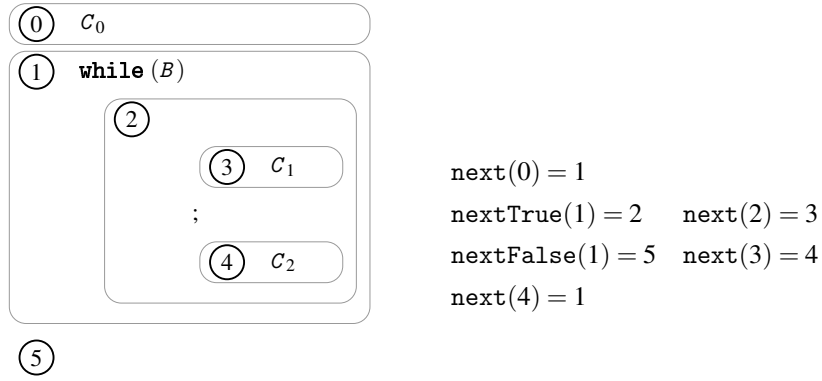 0 C0
1 while (B)
2
3 C1
;
4 C2
5
next(0) = 1
nextTrue(1) = 2 next(2) = 3
nextFalse(1) = 5 next(3) = 4
next(4) = 1